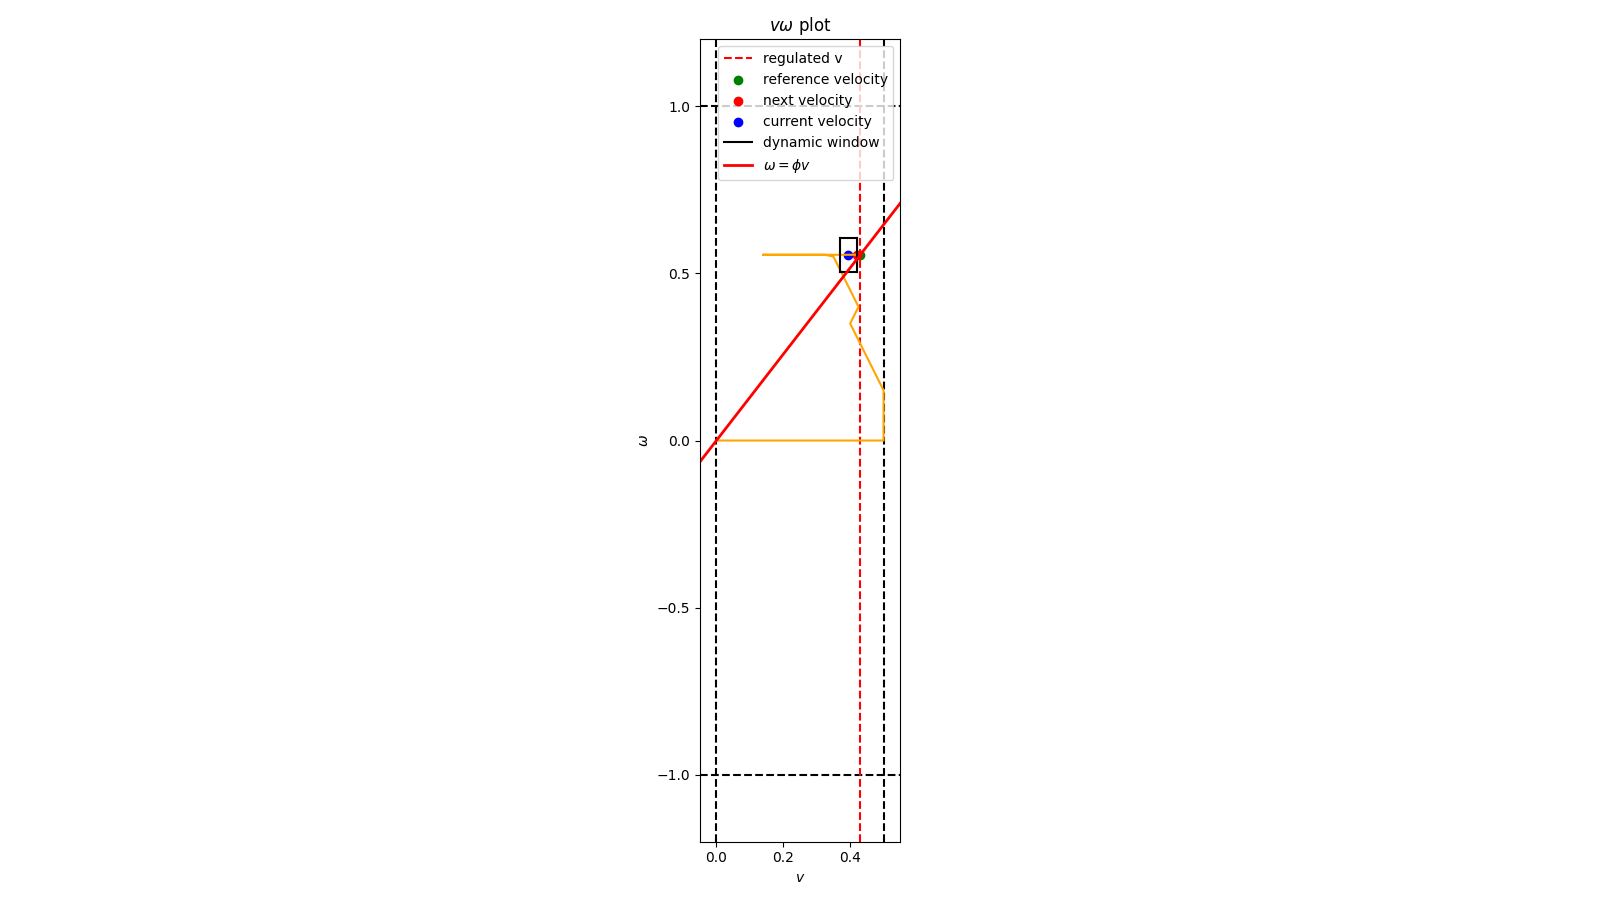 vω plot
regulated v
reference velocity
next velocity
current velocity
dynamic window
ω = ϕv
1.0
0.5
0.0
−0.5
−1.0
ω
0.0 0.2 0.4
v